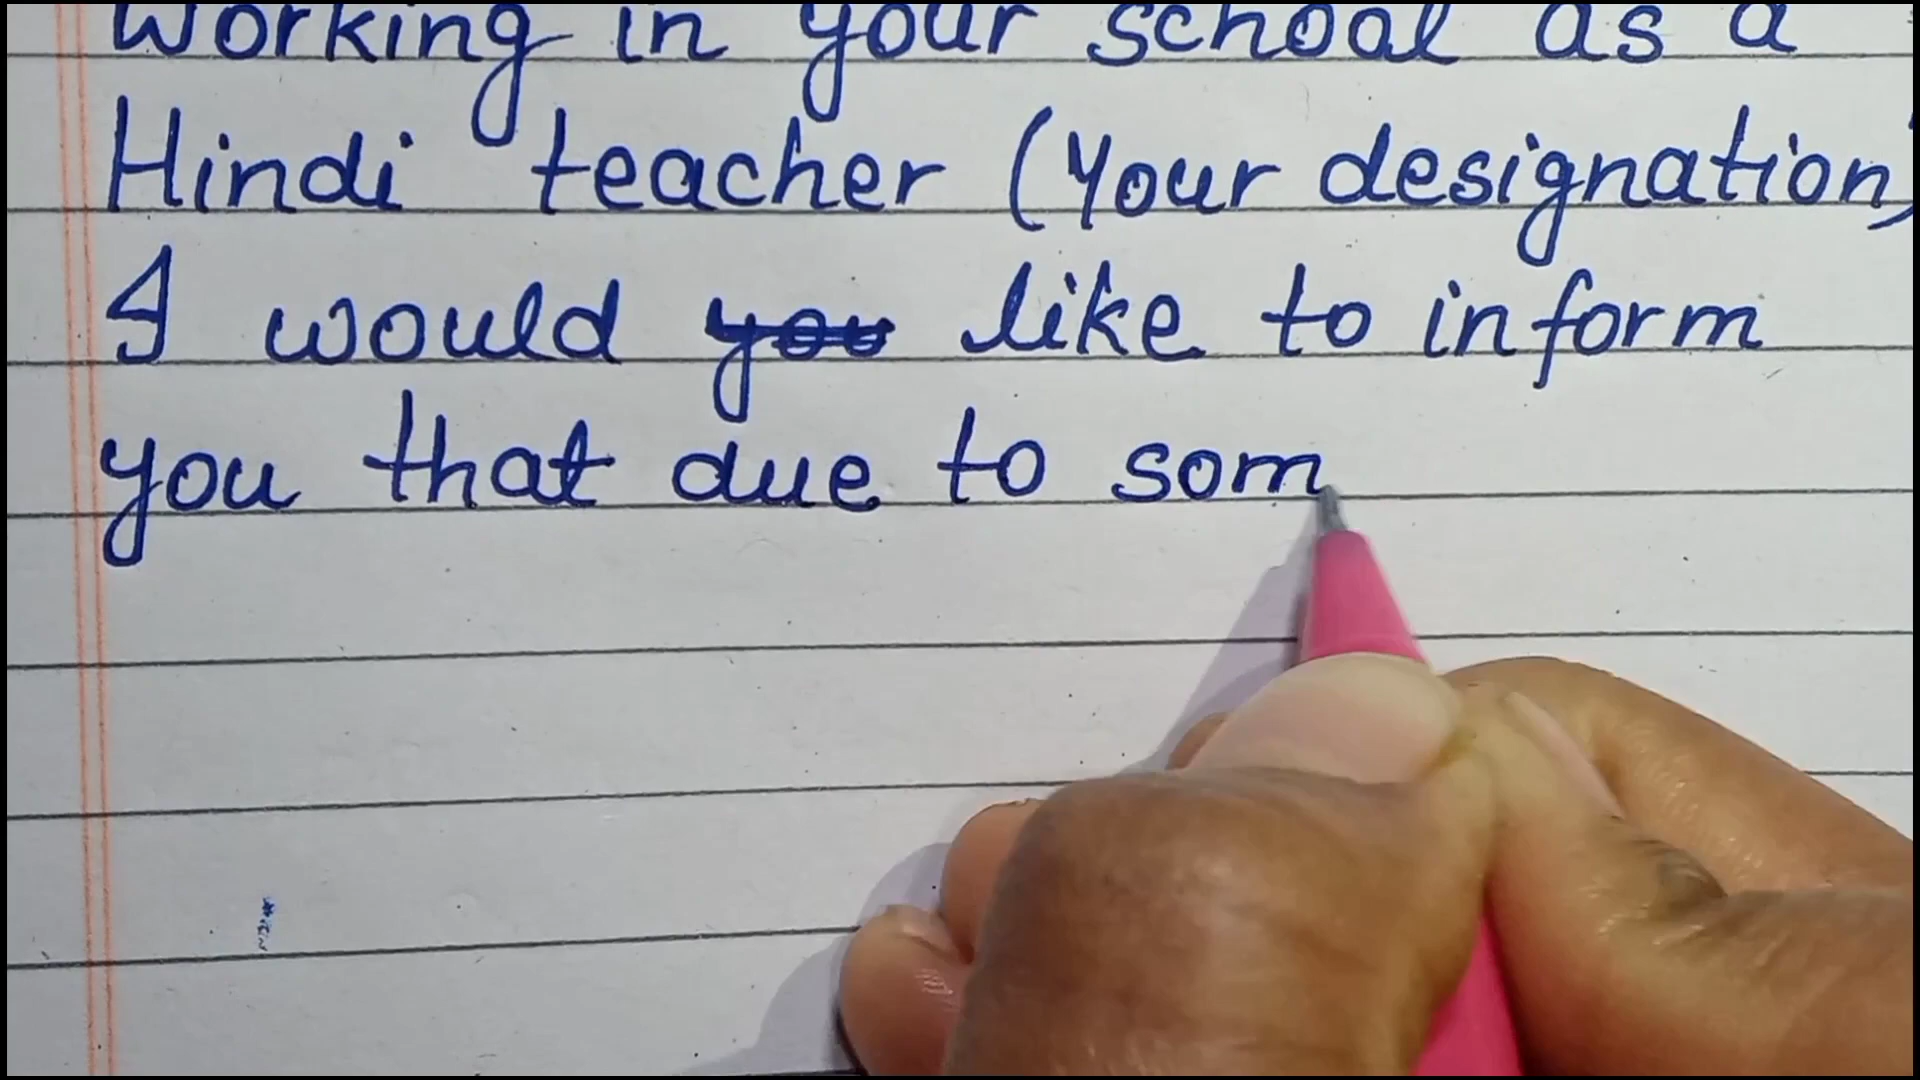 working in your school as a
Hindi teacher (Your designation)
I would you like to inform
you that due to som